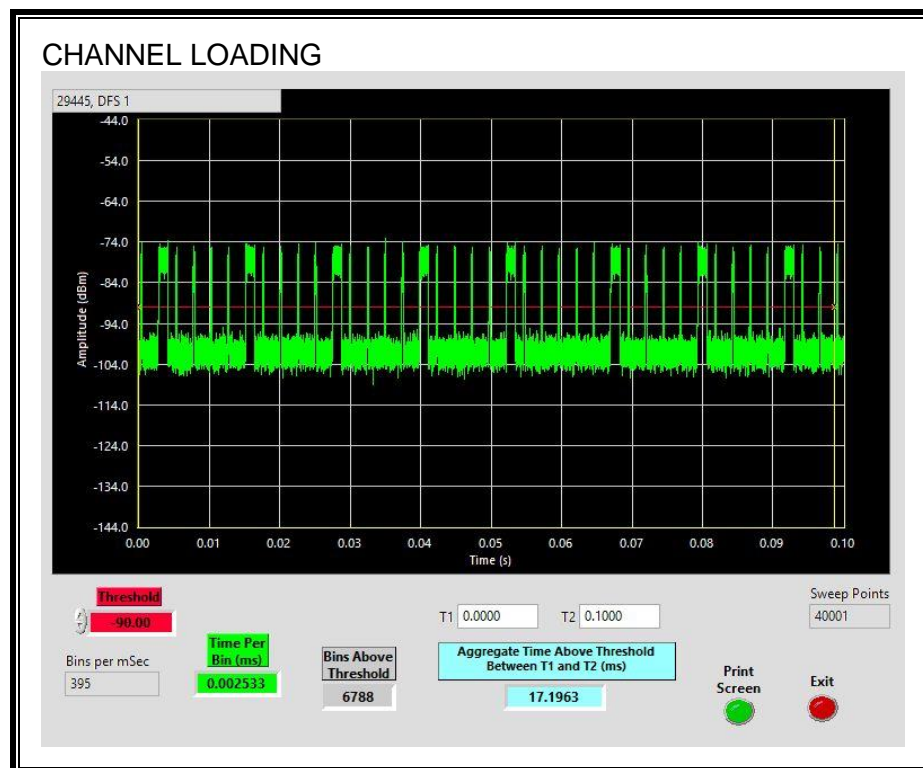 CHANNEL LOADING
29445, DFS 1
-44.0
-54.0
-64.0
-74.0
-84.0
-94.0
-104.0
-114.0
-124.0
-134.0
-144.0
Amplitude (dBm)
0.00 0.01 0.02 0.03 0.04 0.05 0.06 0.07 0.08 0.09 0.10
Time (s)
Threshold
-90.00
Bins per mSec
395
Time Per
Bin (ms)
0.002533
Bins Above
Threshold
6788
T1 0.0000 T2 0.1000
Aggregate Time Above Threshold
Between T1 and T2 (ms)
17.1963
Sweep Points
40001
Print
Screen
Exit